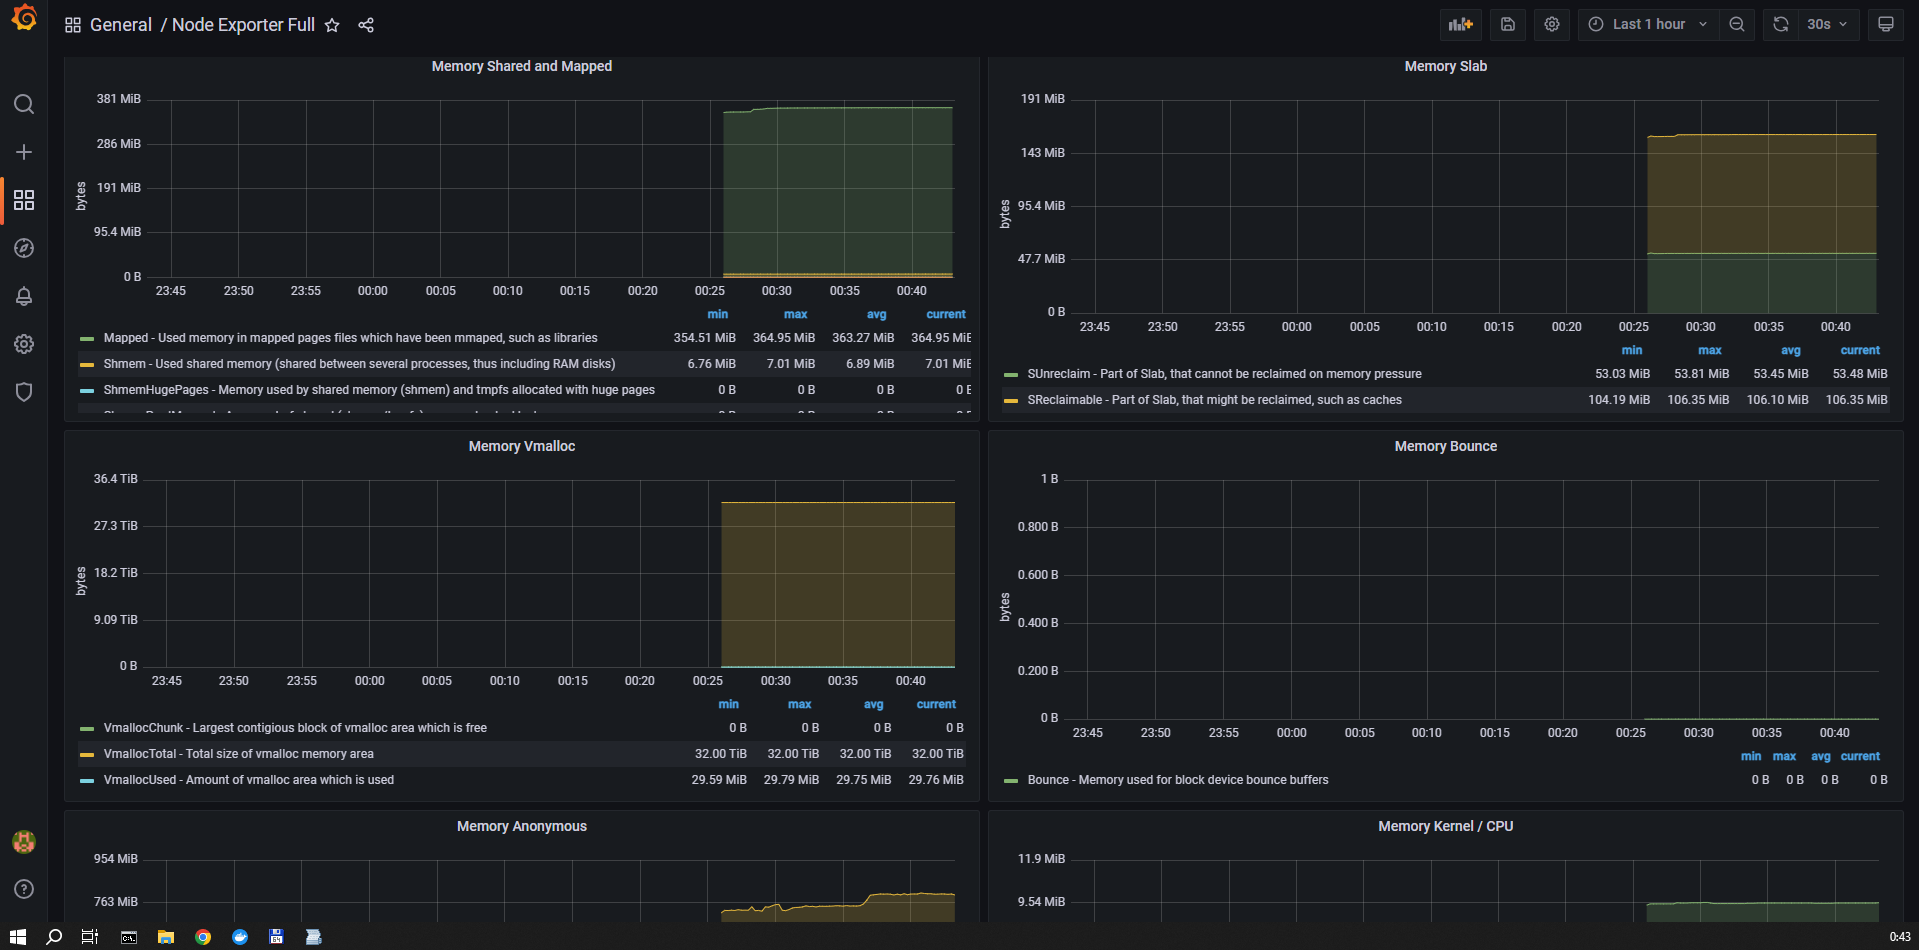 General / Node Exporter Full
Last 1 hour
30s
Memory Shared and Mapped
bytes
381 MiB
286 MiB
191 MiB
95.4 MiB
0 B
23:45 23:50 23:55 00:00 00:05 00:10 00:15 00:20 00:25 00:30 00:35 00:40
min max avg current
Mapped - Used memory in mapped pages files which have been mmaped, such as libraries 354.51 MiB 364.95 MiB 363.27 MiB 364.95 MiB
Shmem - Used shared memory (shared between several processes, thus including RAM disks) 6.76 MiB 7.01 MiB 6.89 MiB 7.01 MiB
ShmemHugePages - Memory used by shared memory (shmem) and tmpfs allocated with huge pages 0 B 0 B 0 B 0 B
Memory Slab
bytes
191 MiB
143 MiB
95.4 MiB
47.7 MiB
0 B
23:45 23:50 23:55 00:00 00:05 00:10 00:15 00:20 00:25 00:30 00:35 00:40
min max avg current
SUnreclaim - Part of Slab, that cannot be reclaimed on memory pressure 53.03 MiB 53.81 MiB 53.45 MiB 53.48 MiB
SReclaimable - Part of Slab, that might be reclaimed, such as caches 104.19 MiB 106.35 MiB 106.10 MiB 106.35 MiB
Memory Vmalloc
bytes
36.4 TiB
27.3 TiB
18.2 TiB
9.09 TiB
0 B
23:45 23:50 23:55 00:00 00:05 00:10 00:15 00:20 00:25 00:30 00:35 00:40
min max avg current
VmallocChunk - Largest contigious block of vmalloc area which is free 0 B 0 B 0 B 0 B
VmallocTotal - Total size of vmalloc memory area 32.00 TiB 32.00 TiB 32.00 TiB 32.00 TiB
VmallocUsed - Amount of vmalloc area which is used 29.59 MiB 29.79 MiB 29.75 MiB 29.76 MiB
Memory Bounce
bytes
1 B
0.800 B
0.600 B
0.400 B
0.200 B
0 B
23:45 23:50 23:55 00:00 00:05 00:10 00:15 00:20 00:25 00:30 00:35 00:40
min max avg current
Bounce - Memory used for block device bounce buffers 0 B 0 B 0 B 0 B
Memory Anonymous
954 MiB
763 MiB
Memory Kernel / CPU
11.9 MiB
9.54 MiB
0:43